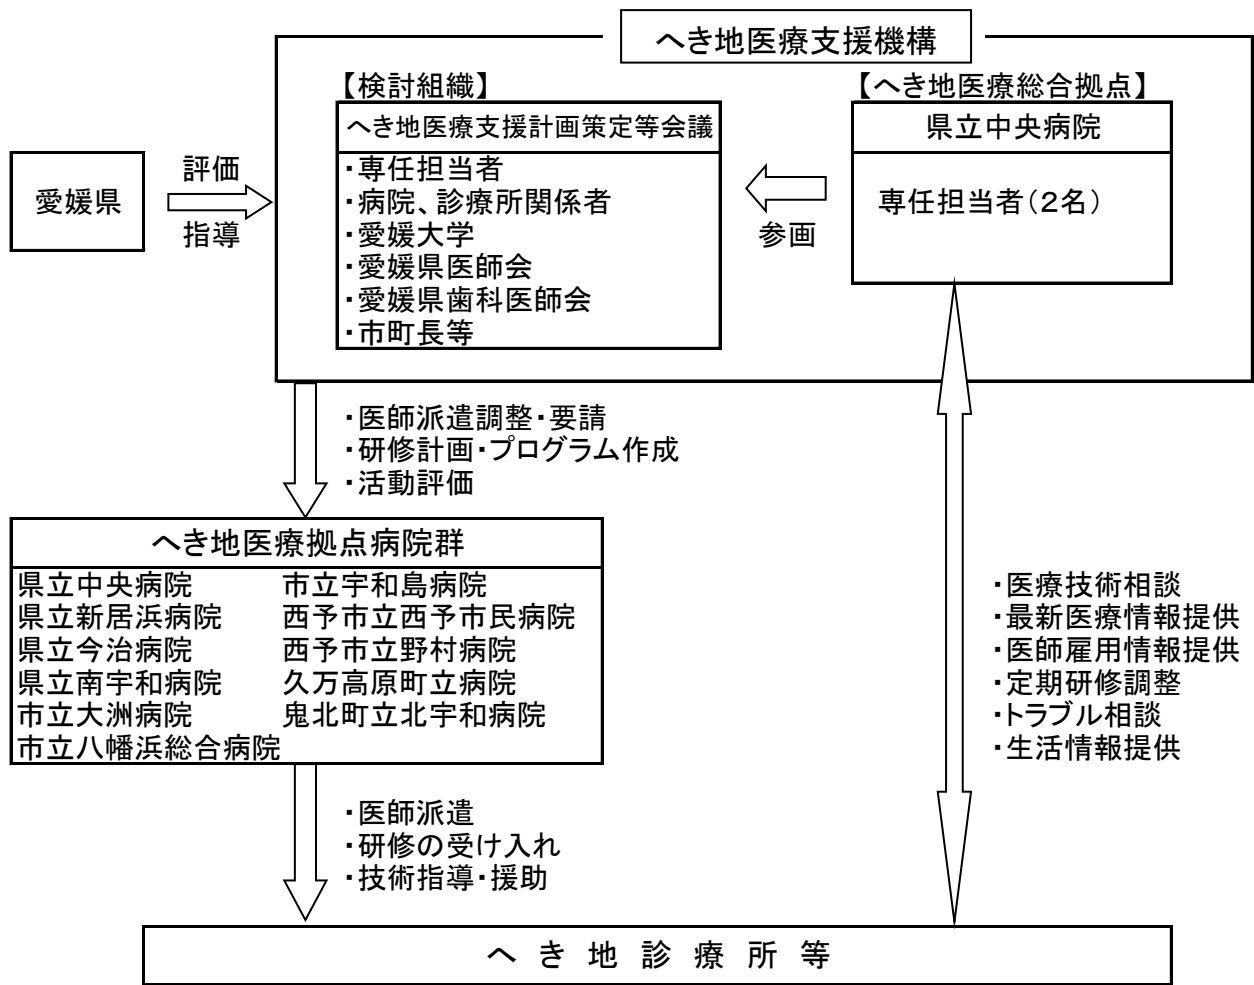 へき地医療支援機構
【検討組織】
へき地医療支援計画策定等会議
・専任担当者
・病院、診療所関係者
・愛媛大学
・愛媛県医師会
・愛媛県歯科医師会
・市町長等
【へき地医療総合拠点】
県立中央病院
専任担当者（2名）
参画
愛媛県
評価
指導
・医師派遣調整・要請
・研修計画・プログラム作成
・活動評価
へき地医療拠点病院群
県立中央病院
県立新居浜病院
県立今治病院
県立南宇和病院
市立大洲病院
市立八幡浜総合病院
市立宇和島病院
西予市立西予市民病院
西予市立野村病院
久万高原町立病院
鬼北町立北宇和病院
・医療技術相談
・最新医療情報提供
・医師雇用情報提供
・定期研修調整
・トラブル相談
・生活情報提供
・医師派遣
・研修の受け入れ
・技術指導・援助
へ き 地 診 療 所 等